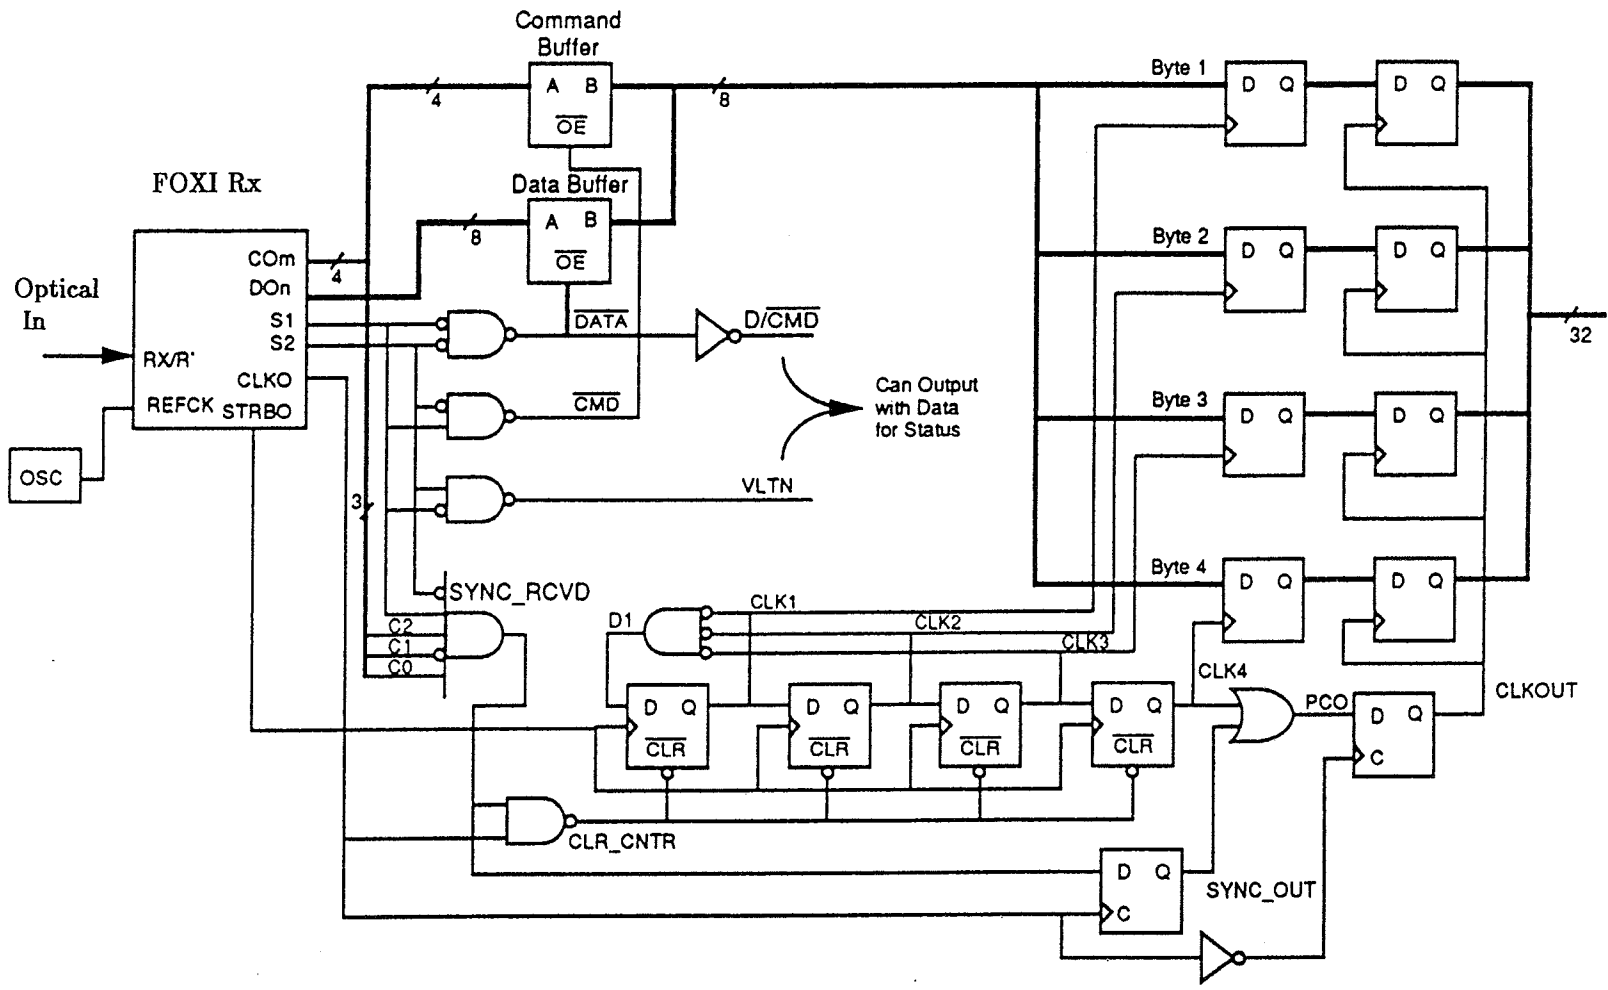 Command
Buffer
A B
OE
4
8
Data Buffer
A B
OE
8
FOXI Rx
COm
DOn
S1
S2
CLKO
STRBO
RX/R'
REFCK
4
Optical
In
OSC
3
DATA
D/CMD
CMD
VLTN
Can Output
with Data
for Status
SYNC_RCVD
C2
C1
C0
D1
CLK1
CLK2
CLK3
CLK4
D Q
CLR
D Q
CLR
D Q
CLR
D Q
CLR
CLR_CNTR
D Q
C
SYNC_OUT
PCO
D Q
C
CLKOUT
Byte 1
D Q
D Q
Byte 2
D Q
D Q
Byte 3
D Q
D Q
Byte 4
D Q
D Q
32